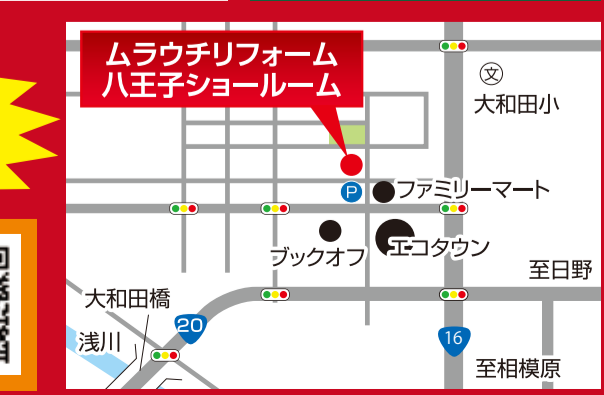 ムラウチリフォーム
八王子ショールーム
文
大和田小
P
ファミリーマート
ブックオフ
エコタウン
至日野
大和田橋
20
浅川
16
至相模原